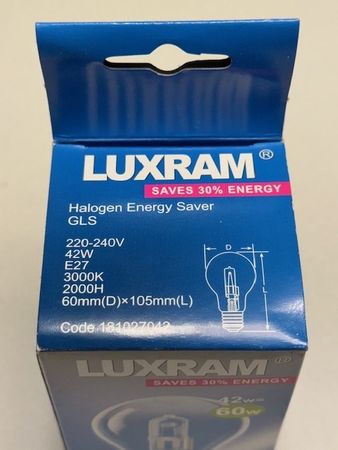 LUXRAM®
SAVES 30% ENERGY
Halogen Energy Saver
GLS
220-240V
42W
E27
3000K
2000H
60mm(D)×105mm(L)
Code 181027042
D
L
LUXRAM®
SAVES 30% ENERGY
42w=
60w